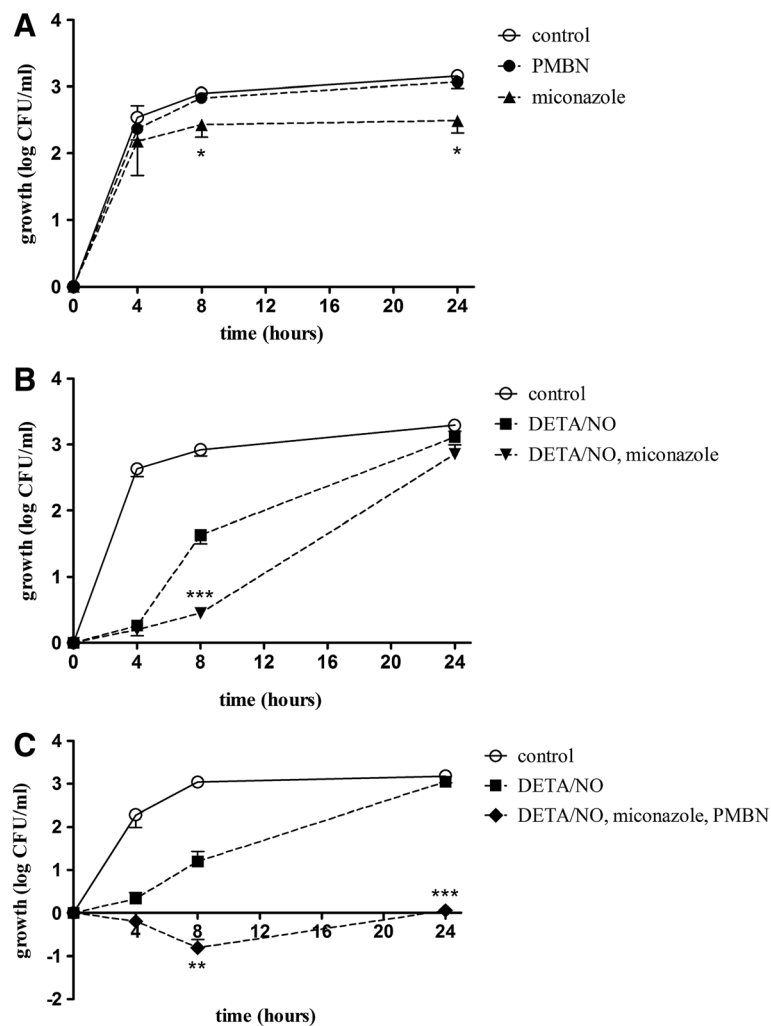 A
control
PMBN
miconazole
growth (log CFU/ml)
4
3
2
1
0
*
*
0 4 8 12 16 20 24
time (hours)
B
control
DETA/NO
DETA/NO, miconazole
growth (log CFU/ml)
4
3
2
1
0
***
0 4 8 12 16 20 24
time (hours)
C
control
DETA/NO
DETA/NO, miconazole, PMBN
growth (log CFU/ml)
4
3
2
1
0
-1
-2
4 8 12 16 20 24
***
**
time (hours)